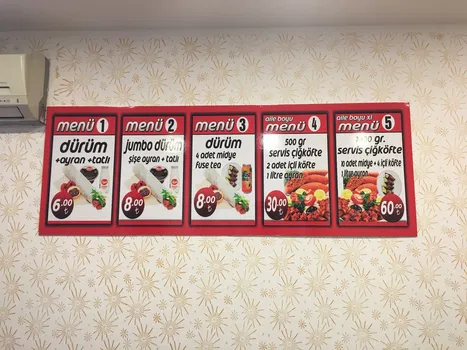 menü 1
dürüm
+ayran +tatlı
6.00
₺
menü 2
jumbo dürüm
şişe ayran +tatlı
8.00
₺
menü 3
dürüm
4 adet midye
fuse tea
8.00
₺
aile boyu
menü 4
500 gr.
servis çiğköfte
2 adet içli köfte
1 litre ayran
30.00
₺
aile boyu xl
menü 5
gr.
servis çiğköfte
10 adet midye + içli köfte
1 litre ayran
60.00
₺